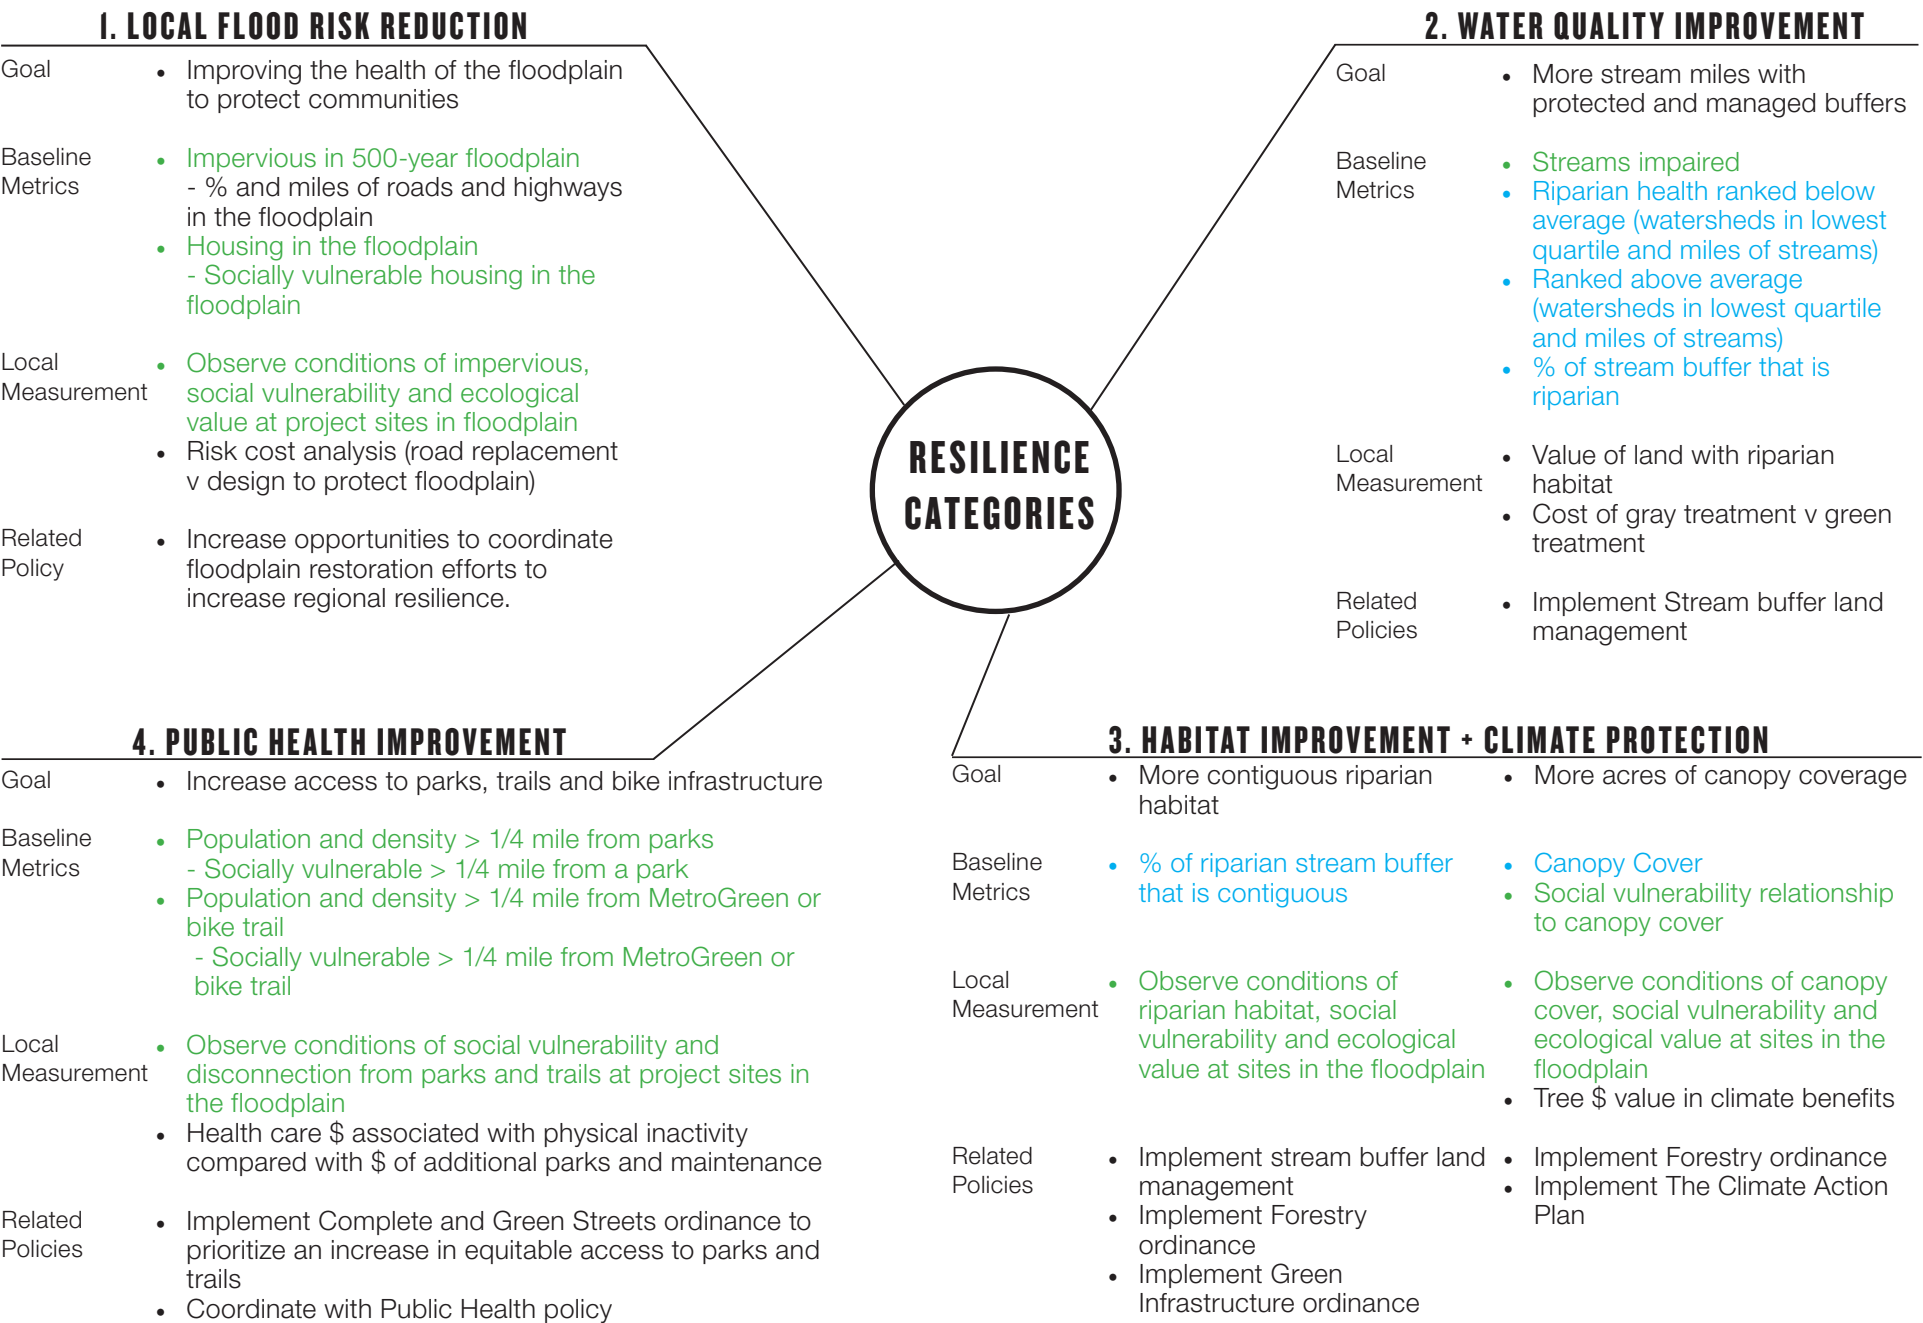 1. LOCAL FLOOD RISK REDUCTION
Goal
• Improving the health of the floodplain
to protect communities
Baseline
Metrics
• Impervious in 500-year floodplain
- % and miles of roads and highways
in the floodplain
• Housing in the floodplain
- Socially vulnerable housing in the
floodplain
Local
Measurement
• Observe conditions of impervious,
social vulnerability and ecological
value at project sites in floodplain
• Risk cost analysis (road replacement
v design to protect floodplain)
Related
Policy
• Increase opportunities to coordinate
floodplain restoration efforts to
increase regional resilience.
2. WATER QUALITY IMPROVEMENT
Goal
• More stream miles with
protected and managed buffers
Baseline
Metrics
• Streams impaired
• Riparian health ranked below
average (watersheds in lowest
quartile and miles of streams)
• Ranked above average
(watersheds in lowest quartile
and miles of streams)
• % of stream buffer that is
riparian
Local
Measurement
• Value of land with riparian
habitat
• Cost of gray treatment v green
treatment
Related
Policies
• Implement Stream buffer land
management
RESILIENCE
CATEGORIES
4. PUBLIC HEALTH IMPROVEMENT
Goal
• Increase access to parks, trails and bike infrastructure
Baseline
Metrics
• Population and density > 1/4 mile from parks
- Socially vulnerable > 1/4 mile from a park
• Population and density > 1/4 mile from MetroGreen or
bike trail
- Socially vulnerable > 1/4 mile from MetroGreen or
bike trail
Local
Measurement
• Observe conditions of social vulnerability and
disconnection from parks and trails at project sites in
the floodplain
• Health care $ associated with physical inactivity
compared with $ of additional parks and maintenance
Related
Policies
• Implement Complete and Green Streets ordinance to
prioritize an increase in equitable access to parks and
trails
• Coordinate with Public Health policy
3. HABITAT IMPROVEMENT + CLIMATE PROTECTION
Goal
• More contiguous riparian
habitat
• More acres of canopy coverage
Baseline
Metrics
• % of riparian stream buffer
that is contiguous
• Canopy Cover
• Social vulnerability relationship
to canopy cover
Local
Measurement
• Observe conditions of
riparian habitat, social
vulnerability and ecological
value at sites in the floodplain
• Observe conditions of canopy
cover, social vulnerability and
ecological value at sites in the
floodplain
• Tree $ value in climate benefits
Related
Policies
• Implement stream buffer land
management
• Implement Forestry
ordinance
• Implement Green
Infrastructure ordinance
• Implement Forestry ordinance
• Implement The Climate Action
Plan